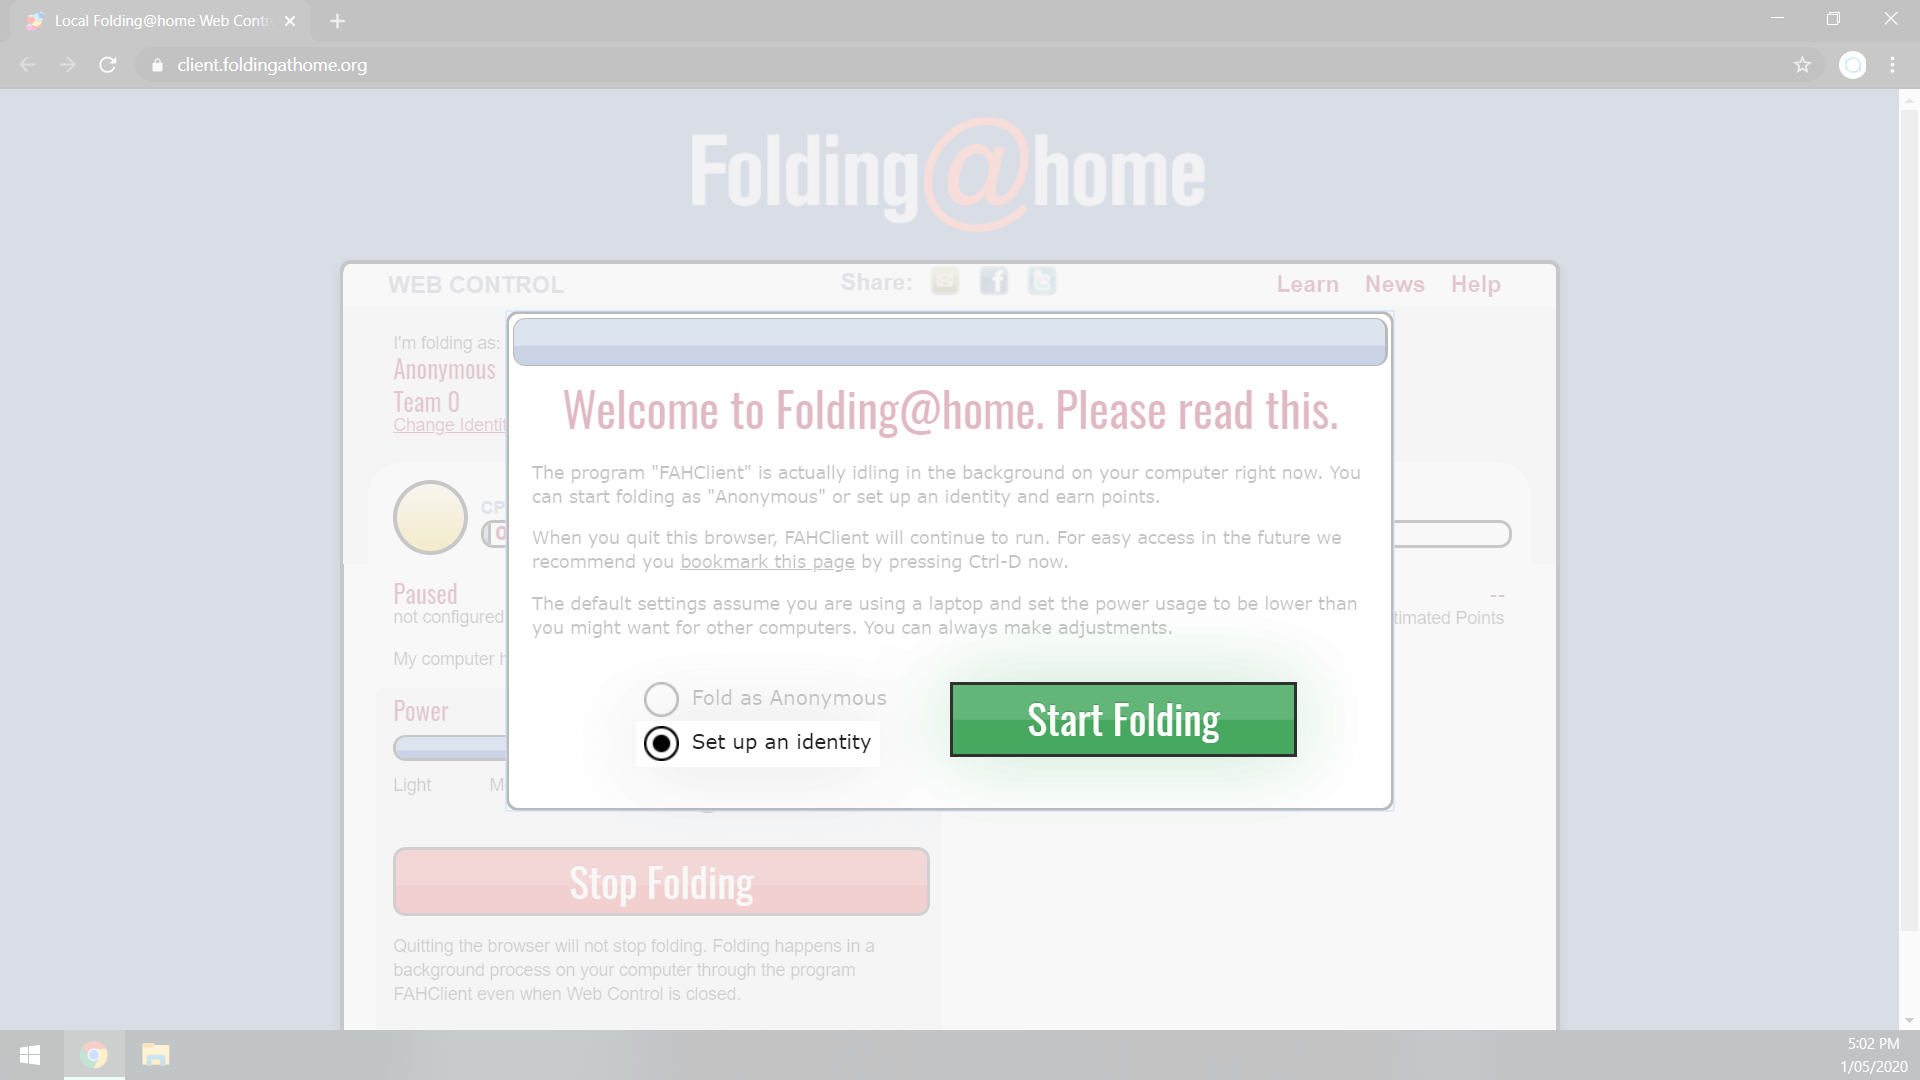 Local Folding@home Web Contr
client.foldingathome.org
Folding@home
WEB CONTROL
Share:
Learn News Help
I'm folding as:
Anonymous
Team 0
Change Identit
CP
0
Welcome to Folding@home. Please read this.
The program "FAHClient" is actually idling in the background on your computer right now. You
can start folding as "Anonymous" or set up an identity and earn points.
When you quit this browser, FAHClient will continue to run. For easy access in the future we
recommend you bookmark this page by pressing Ctrl-D now.
The default settings assume you are using a laptop and set the power usage to be lower than
you might want for other computers. You can always make adjustments.
Fold as Anonymous
Set up an identity
Start Folding
Paused
not configured
--
timated Points
My computer h
Power
Light M
Stop Folding
Quitting the browser will not stop folding. Folding happens in a
background process on your computer through the program
FAHClient even when Web Control is closed.
5:02 PM
1/05/2020